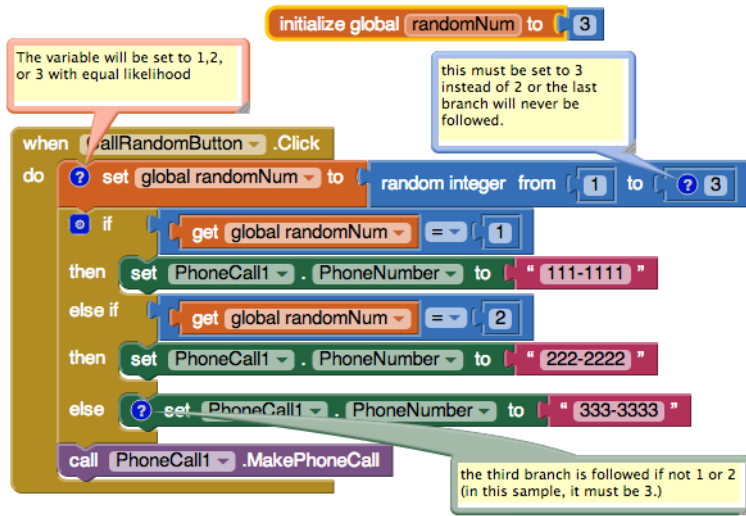 initialize global randomNum to 3
The variable will be set to 1,2,
or 3 with equal likelihood
this must be set to 3
instead of 2 or the last
branch will never be
followed.
when CallRandomButton .Click
do ? set global randomNum to random integer from 1 to ? 3
if get global randomNum = 1
then set PhoneCall1 . PhoneNumber to " 111-1111 "
else if get global randomNum = 2
then set PhoneCall1 . PhoneNumber to " 222-2222 "
else ? set PhoneCall1 . PhoneNumber to " 333-3333 "
call PhoneCall1 .MakePhoneCall
the third branch is followed if not 1 or 2
(in this sample, it must be 3.)